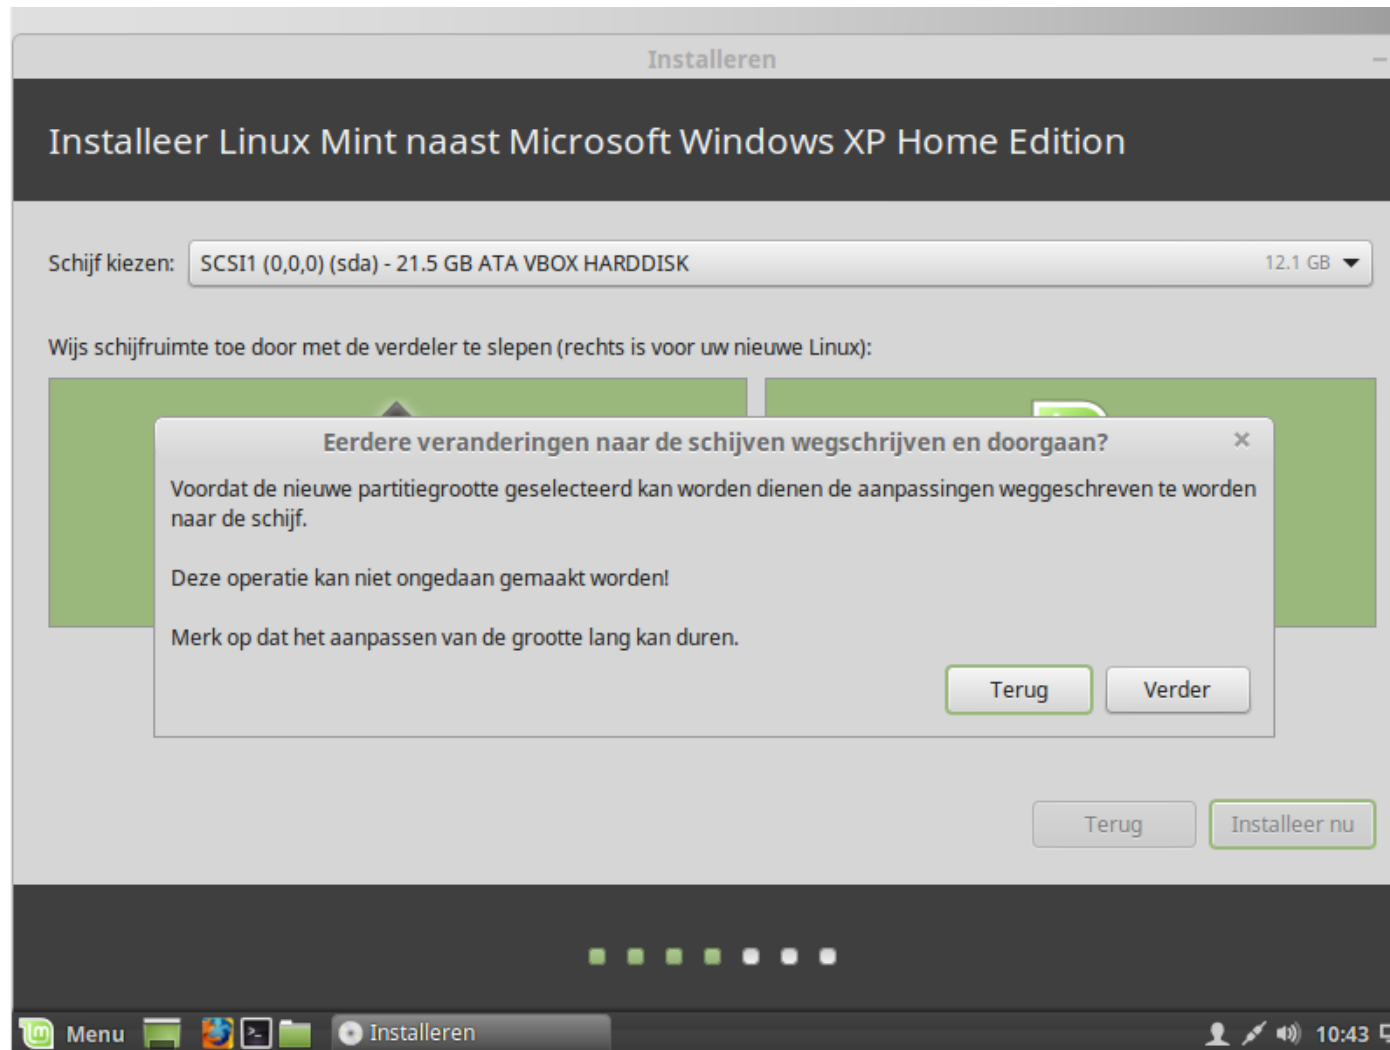 Installeren
Installeer Linux Mint naast Microsoft Windows XP Home Edition
Schijf kiezen: SCSI1 (0,0,0) (sda) - 21.5 GB ATA VBOX HARDDISK 12.1 GB
Wijs schijfruimte toe door met de verdeler te slepen (rechts is voor uw nieuwe Linux):
Eerdere veranderingen naar de schijven wegschrijven en doorgaan?
Voordat de nieuwe partitiegrootte geselecteerd kan worden dienen de aanpassingen weggeschreven te worden
naar de schijf.
Deze operatie kan niet ongedaan gemaakt worden!
Merk op dat het aanpassen van de grootte lang kan duren.
Terug Verder
Terug Installeer nu
Menu Installeren 10:43